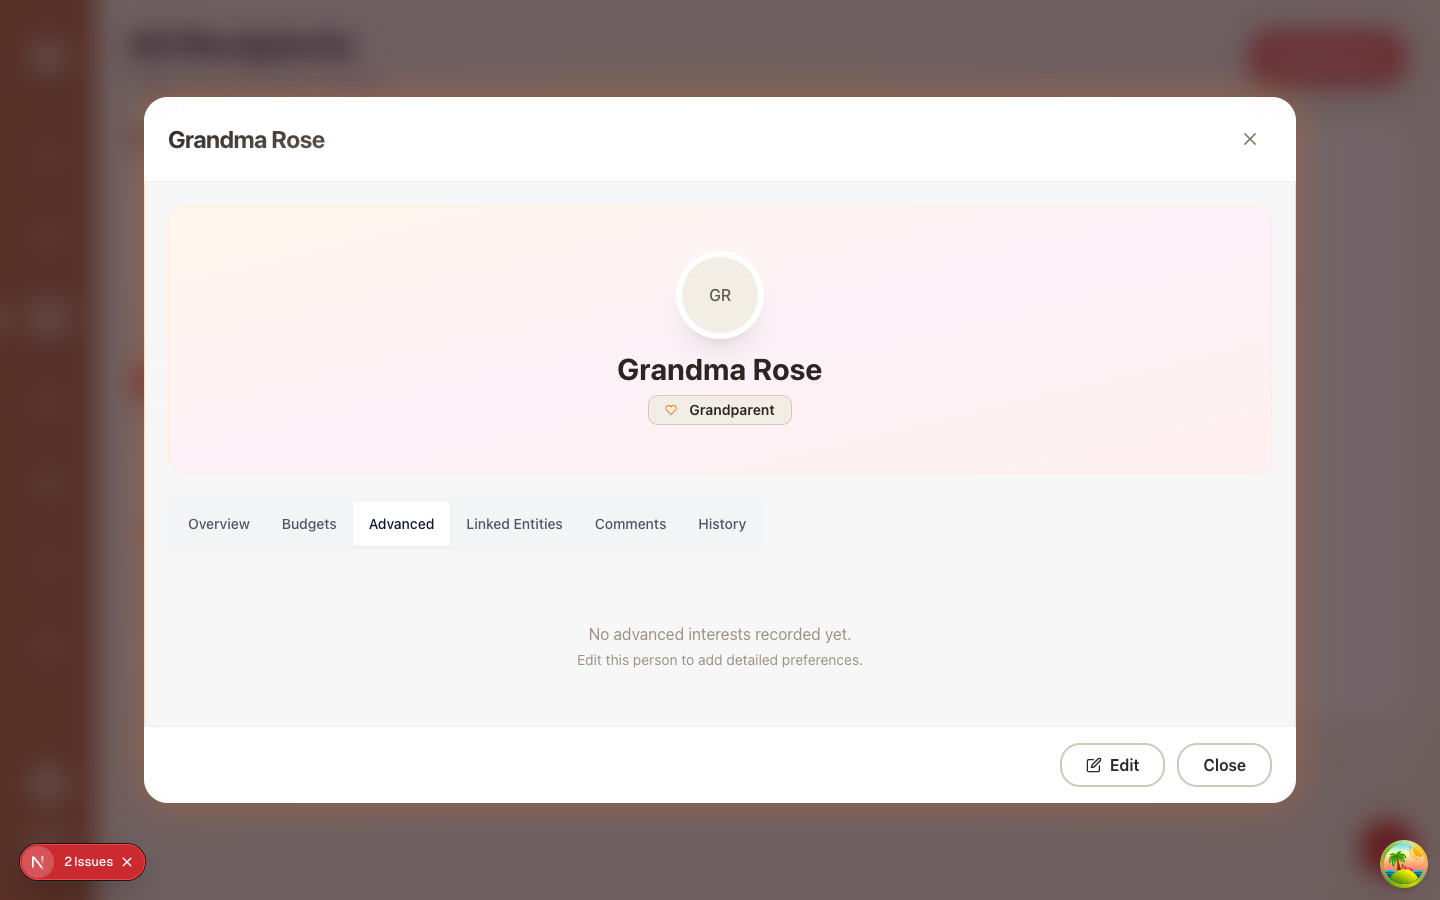 Grandma Rose
GR
Grandma Rose
Grandparent
Overview Budgets Advanced Linked Entities Comments History
No advanced interests recorded yet.
Edit this person to add detailed preferences.
Edit Close
N 2 Issues